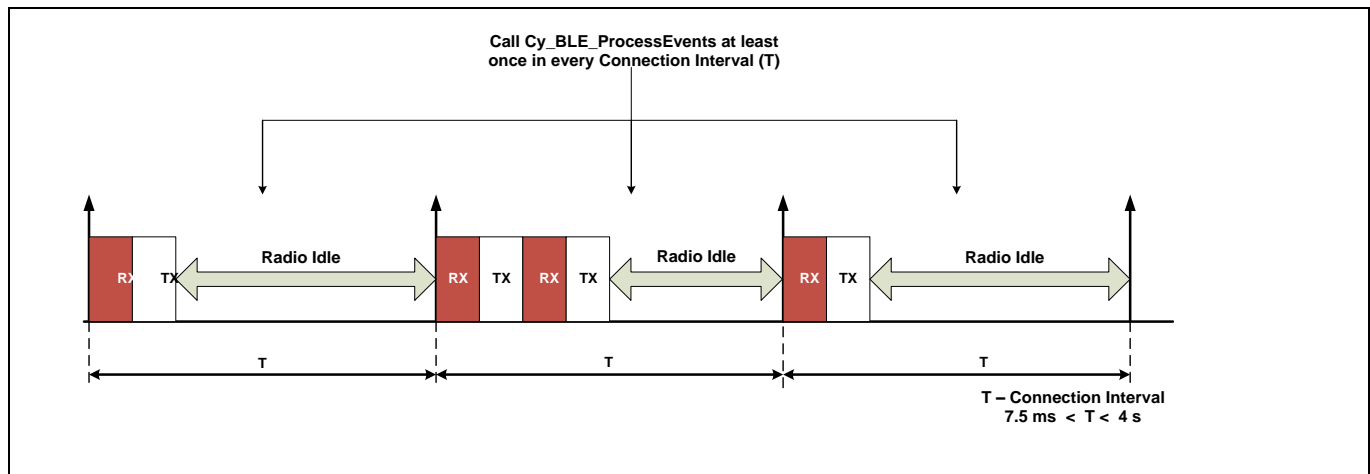 Call Cy_BLE_ProcessEvents at least
once in every Connection Interval (T)
Radio Idle
Radio Idle
Radio Idle
RX TX
RX TX RX TX
RX TX
T
T
T
T – Connection Interval
7.5 ms < T < 4 s